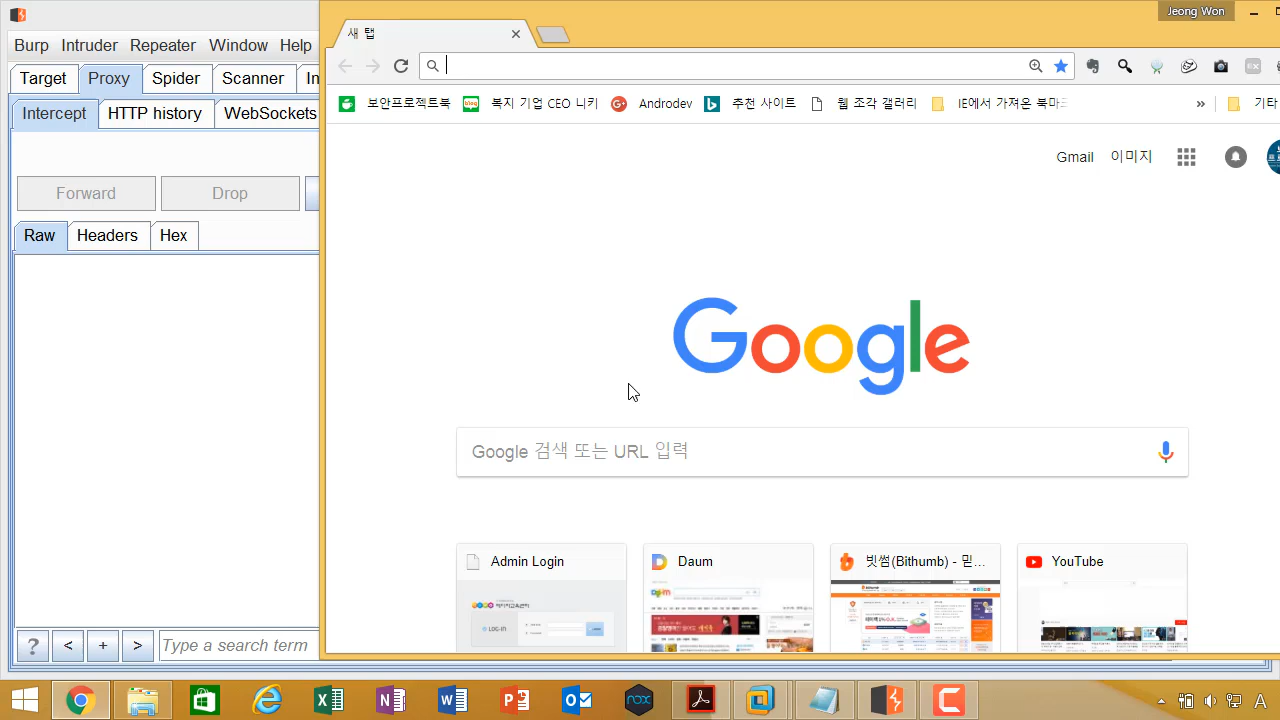 Jeong Won
새 탭
Burp Intruder Repeater Window Help
Target Proxy Spider Scanner In
Intercept HTTP history WebSockets
보안프로젝트북 복지 기업 CEO 니키 Androdev 추천 사이트 웹 조각 갤러리 IE에서 가져온 북마 » 기타
Gmail 이미지
Forward Drop
Raw Headers Hex
Google
Google 검색 또는 URL 입력
Admin Login Daum 빗썸(Bithumb) - 믿... YouTube
LOG-IN
? < + > Type a search term
A